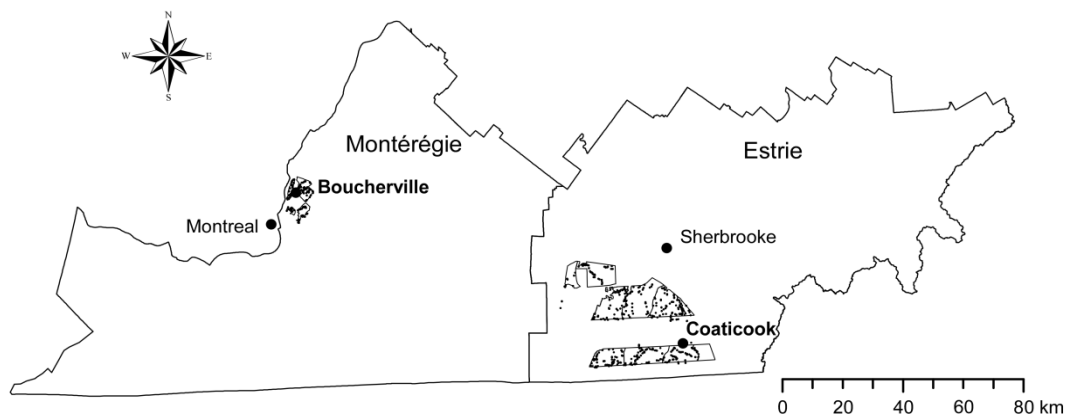 N
W E
S
Montérégie
Estrie
Boucherville
Montreal
Sherbrooke
Coaticook
0 20 40 60 80 km